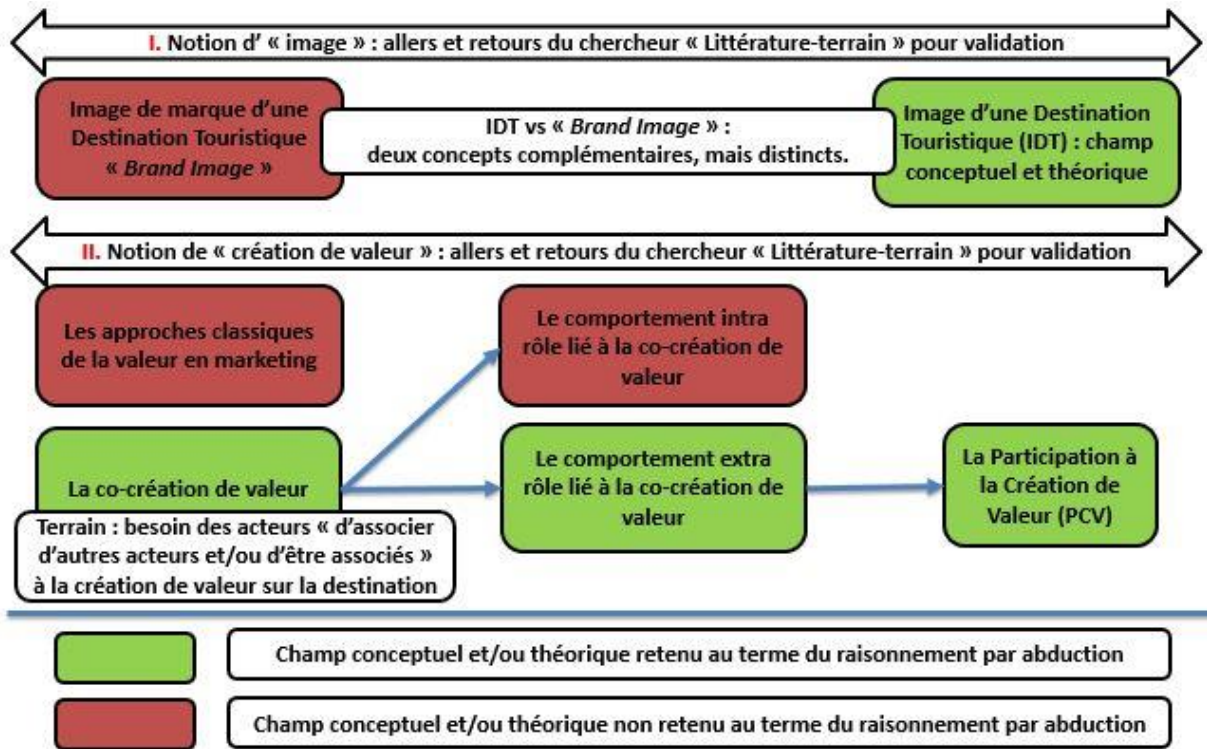 I. Notion d' « image » : allers et retours du chercheur « Littérature-terrain » pour validation
Image de marque d'une
Destination Touristique
« Brand Image »
IDT vs « Brand Image » :
deux concepts complémentaires, mais distincts.
Image d'une Destination
Touristique (IDT) : champ
conceptuel et théorique
II. Notion de « création de valeur » : allers et retours du chercheur « Littérature-terrain » pour validation
Les approches classiques
de la valeur en marketing
Le comportement intra
rôle lié à la co-création de
valeur
La co-création de valeur
Terrain : besoin des acteurs « d'associer
d'autres acteurs et/ou d'être associés »
à la création de valeur sur la destination
Le comportement extra
rôle lié à la co-création de
valeur
La Participation à
la Création de
Valeur (PCV)
Champ conceptuel et/ou théorique retenu au terme du raisonnement par abduction
Champ conceptuel et/ou théorique non retenu au terme du raisonnement par abduction